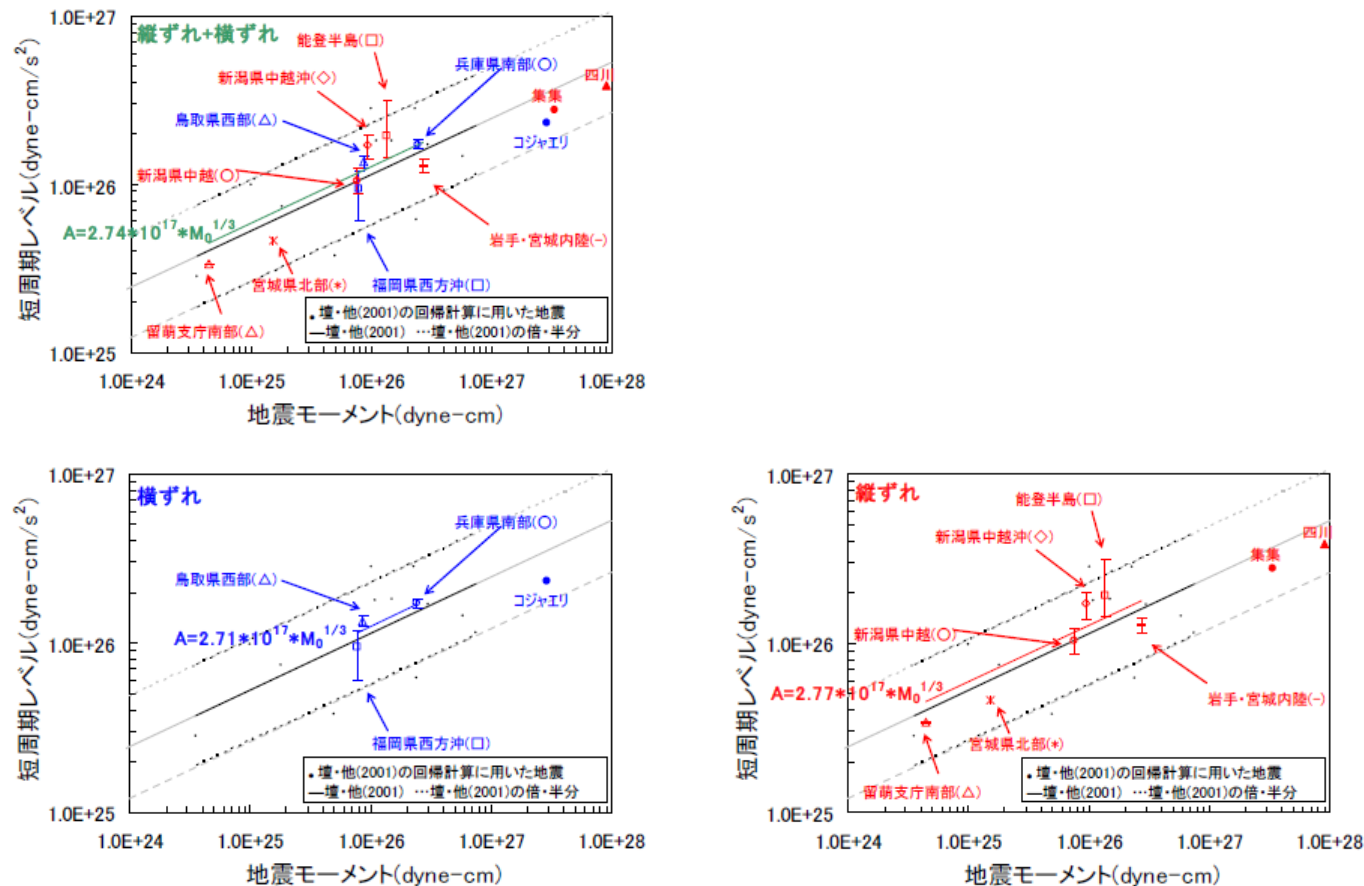 1.0E+27
縦ずれ+横ずれ
能登半島(□)
兵庫県南部(○)
新潟県中越沖(◇)
四川
集集
鳥取県西部(△)
コジャエリ
新潟県中越(○)
1.0E+26
A=2.74*10^17*M0^1/3
岩手・宮城内陸(-)
宮城県北部(*)
福岡県西方沖(□)
留萌支庁南部(△)
・壇・他(2001)の回帰計算に用いた地震
―壇・他(2001) …壇・他(2001)の倍・半分
1.0E+25
短周期レベル(dyne-cm/s²)
1.0E+24 1.0E+25 1.0E+26 1.0E+27 1.0E+28
地震モーメント(dyne-cm)
1.0E+27
横ずれ
兵庫県南部(○)
鳥取県西部(△)
コジャエリ
A=2.71*10^17*M0^1/3
1.0E+26
福岡県西方沖(□)
・壇・他(2001)の回帰計算に用いた地震
―壇・他(2001) …壇・他(2001)の倍・半分
1.0E+25
短周期レベル(dyne-cm/s²)
1.0E+24 1.0E+25 1.0E+26 1.0E+27 1.0E+28
地震モーメント(dyne-cm)
1.0E+27
縦ずれ
能登半島(□)
新潟県中越沖(◇)
四川
集集
新潟県中越(○)
1.0E+26
A=2.77*10^17*M0^1/3
岩手・宮城内陸(-)
宮城県北部(*)
留萌支庁南部(△)
・壇・他(2001)の回帰計算に用いた地震
―壇・他(2001) …壇・他(2001)の倍・半分
1.0E+25
短周期レベル(dyne-cm/s²)
1.0E+24 1.0E+25 1.0E+26 1.0E+27 1.0E+28
地震モーメント(dyne-cm)